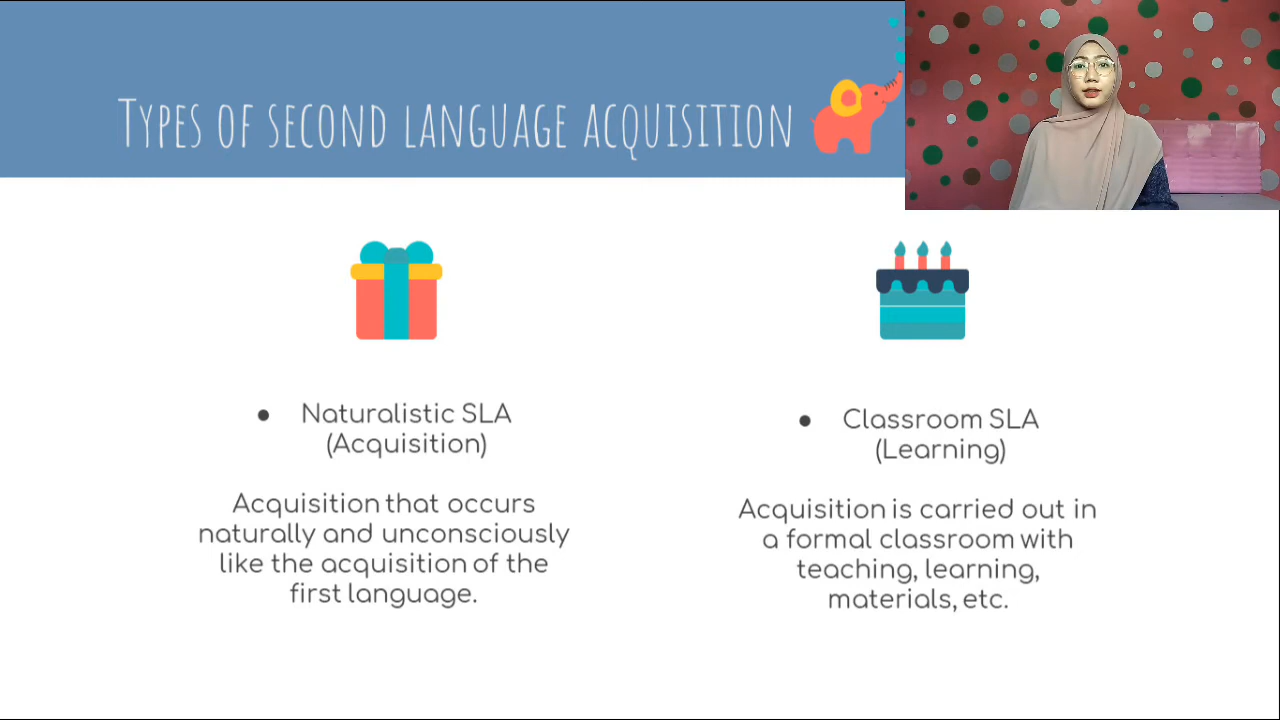 Types of second language acquisition
● Naturalistic SLA
(Acquisition)
Acquisition that occurs
naturally and unconsciously
like the acquisition of the
first language.
● Classroom SLA
(Learning)
Acquisition is carried out in
a formal classroom with
teaching, learning,
materials, etc.